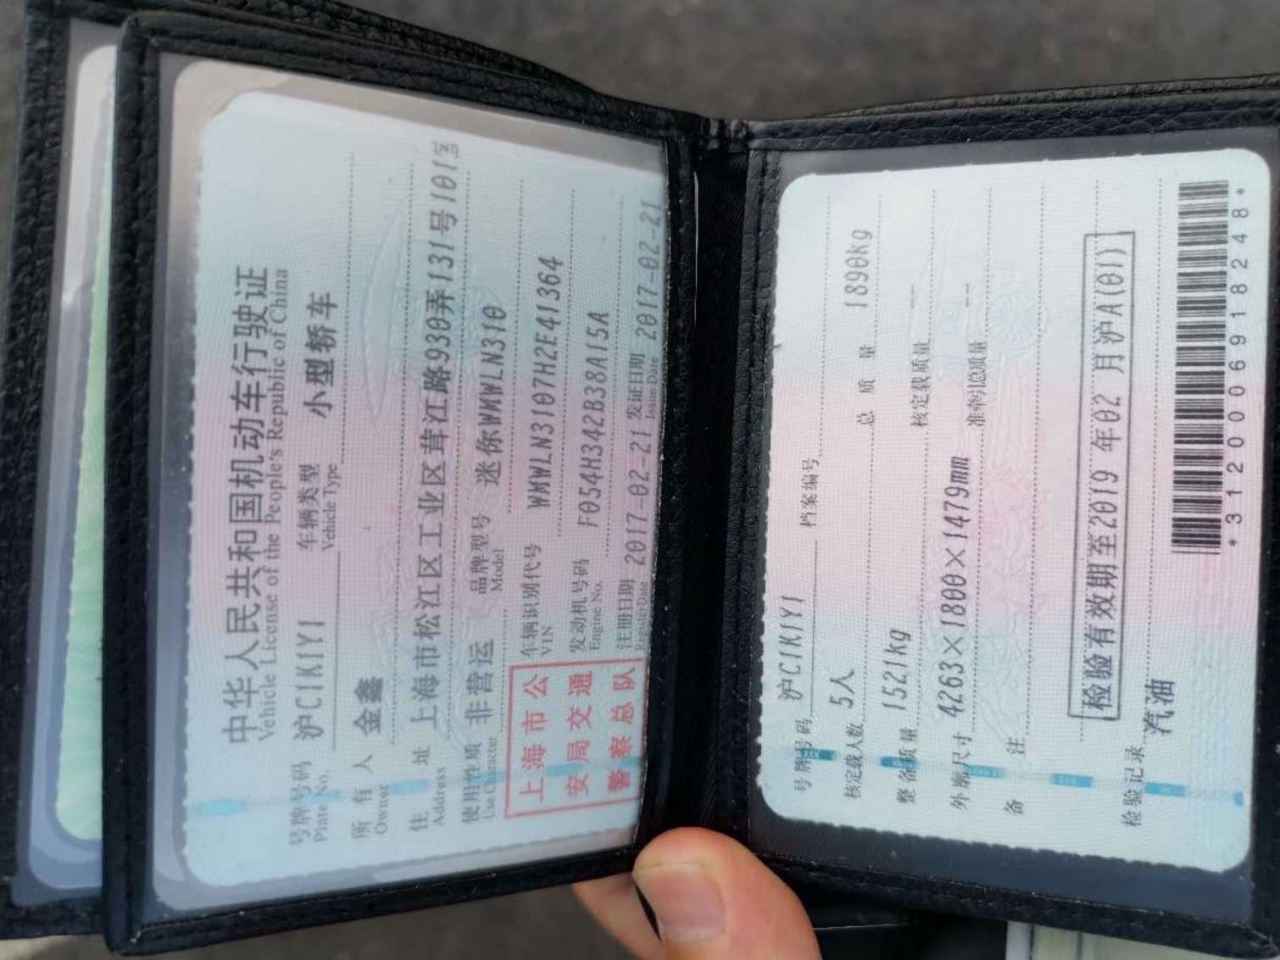 中华人民共和国机动车行驶证
Vehicle License of the People's Republic of China
号牌号码 沪C1K1Y1 车辆类型 小型轿车
Plate No. Vehicle Type
所有人 金鑫
Owner
住址 上海市松江区工业区茸江路930弄131号101室
Address
使用性质 非营运 品牌型号 迷你WMWLN310
Use Character Model
上海市公安局交通警察总队
车辆识别代号 WMWLN3107H2E41364
VIN
发动机号码 F054H342B38A15A
Engine No.
注册日期 2017-02-21 发证日期 2017-02-21
Register Date Issue Date
号牌号码 沪C1K1Y1 档案编号
核定载人数 5人 总质量 1890kg
整备质量 1521kg 核定载质量 --
外廓尺寸 4263×1800×1479mm 准牵引总质量 --
备注
检验有效期至2019年02月沪A(01)
检验记录 汽油
*3120006918248*